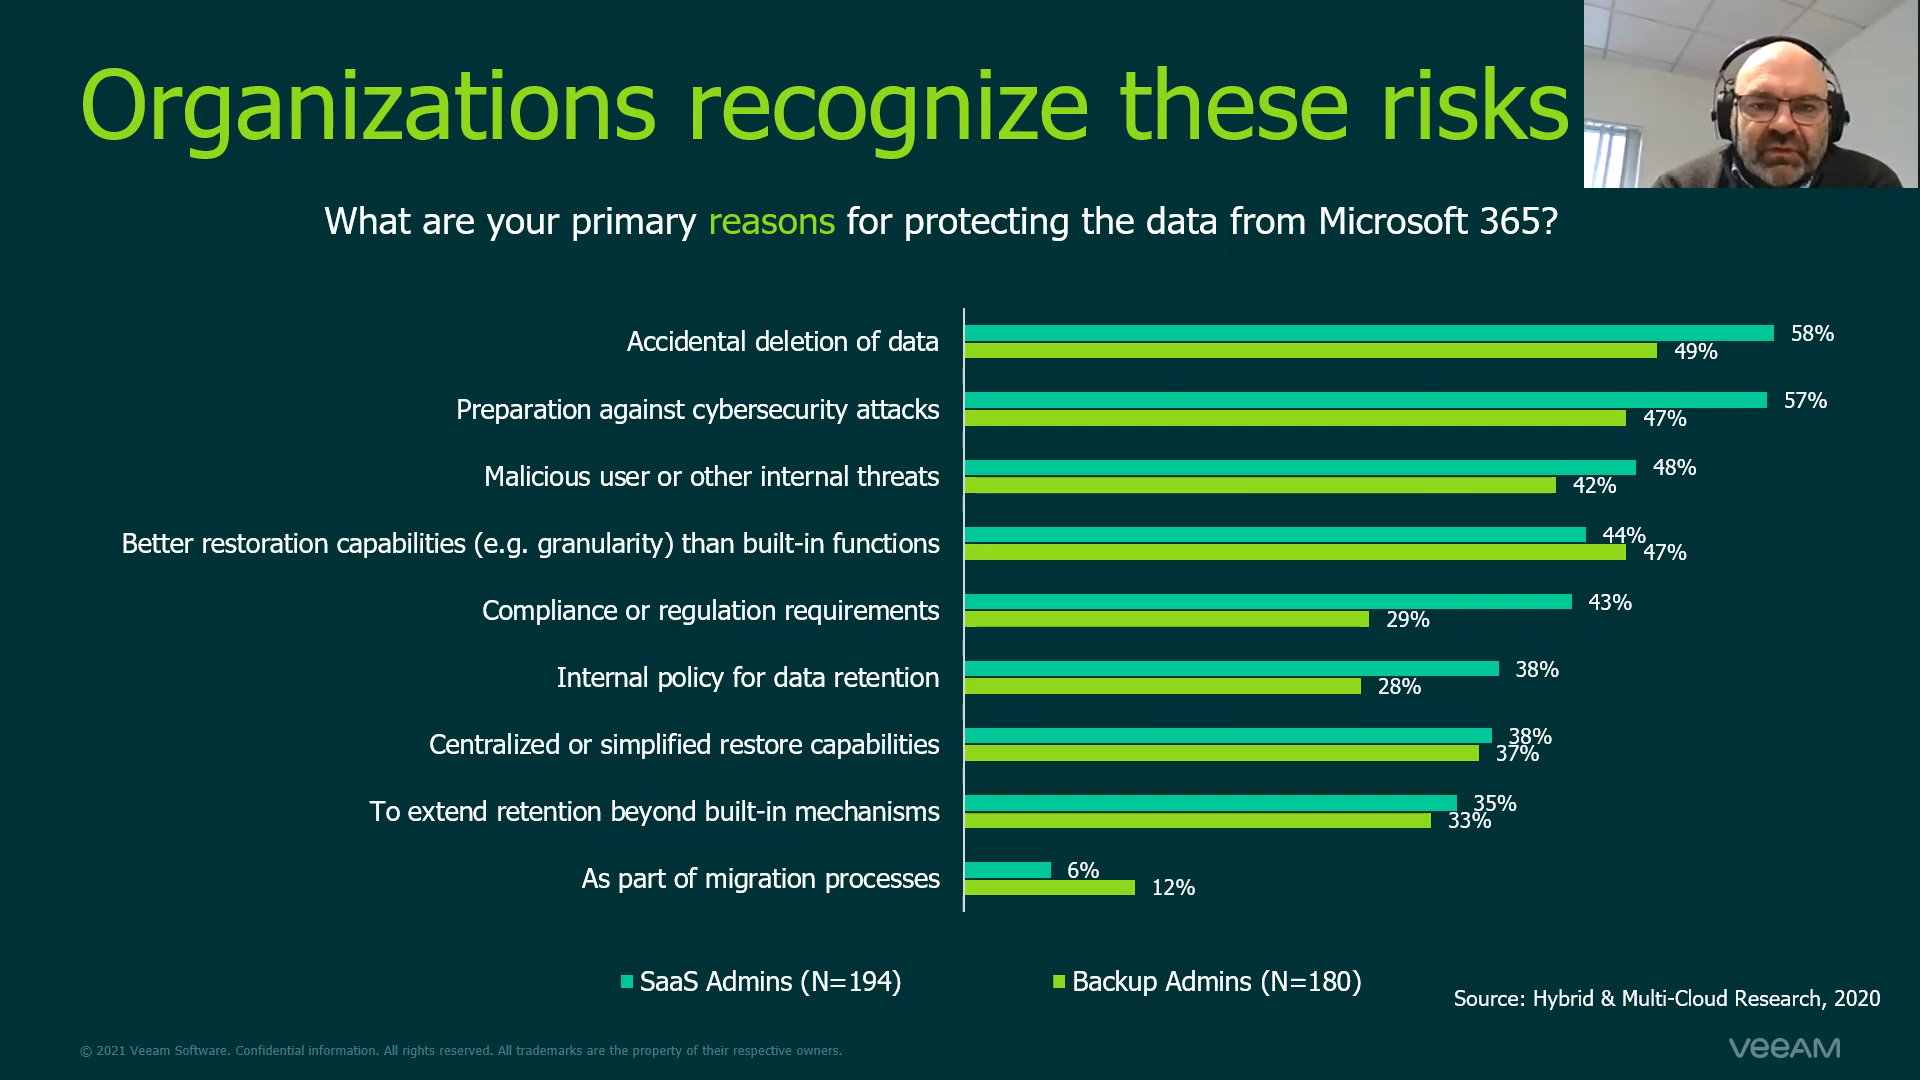 Organizations recognize these risks
What are your primary reasons for protecting the data from Microsoft 365?
Accidental deletion of data
58%
49%
Preparation against cybersecurity attacks
57%
47%
Malicious user or other internal threats
48%
42%
Better restoration capabilities (e.g. granularity) than built-in functions
44%
47%
Compliance or regulation requirements
43%
29%
Internal policy for data retention
38%
28%
Centralized or simplified restore capabilities
38%
37%
To extend retention beyond built-in mechanisms
35%
33%
As part of migration processes
6%
12%
SaaS Admins (N=194)
Backup Admins (N=180)
Source: Hybrid & Multi-Cloud Research, 2020
© 2021 Veeam Software. Confidential information. All rights reserved. All trademarks are the property of their respective owners.
VeeAM